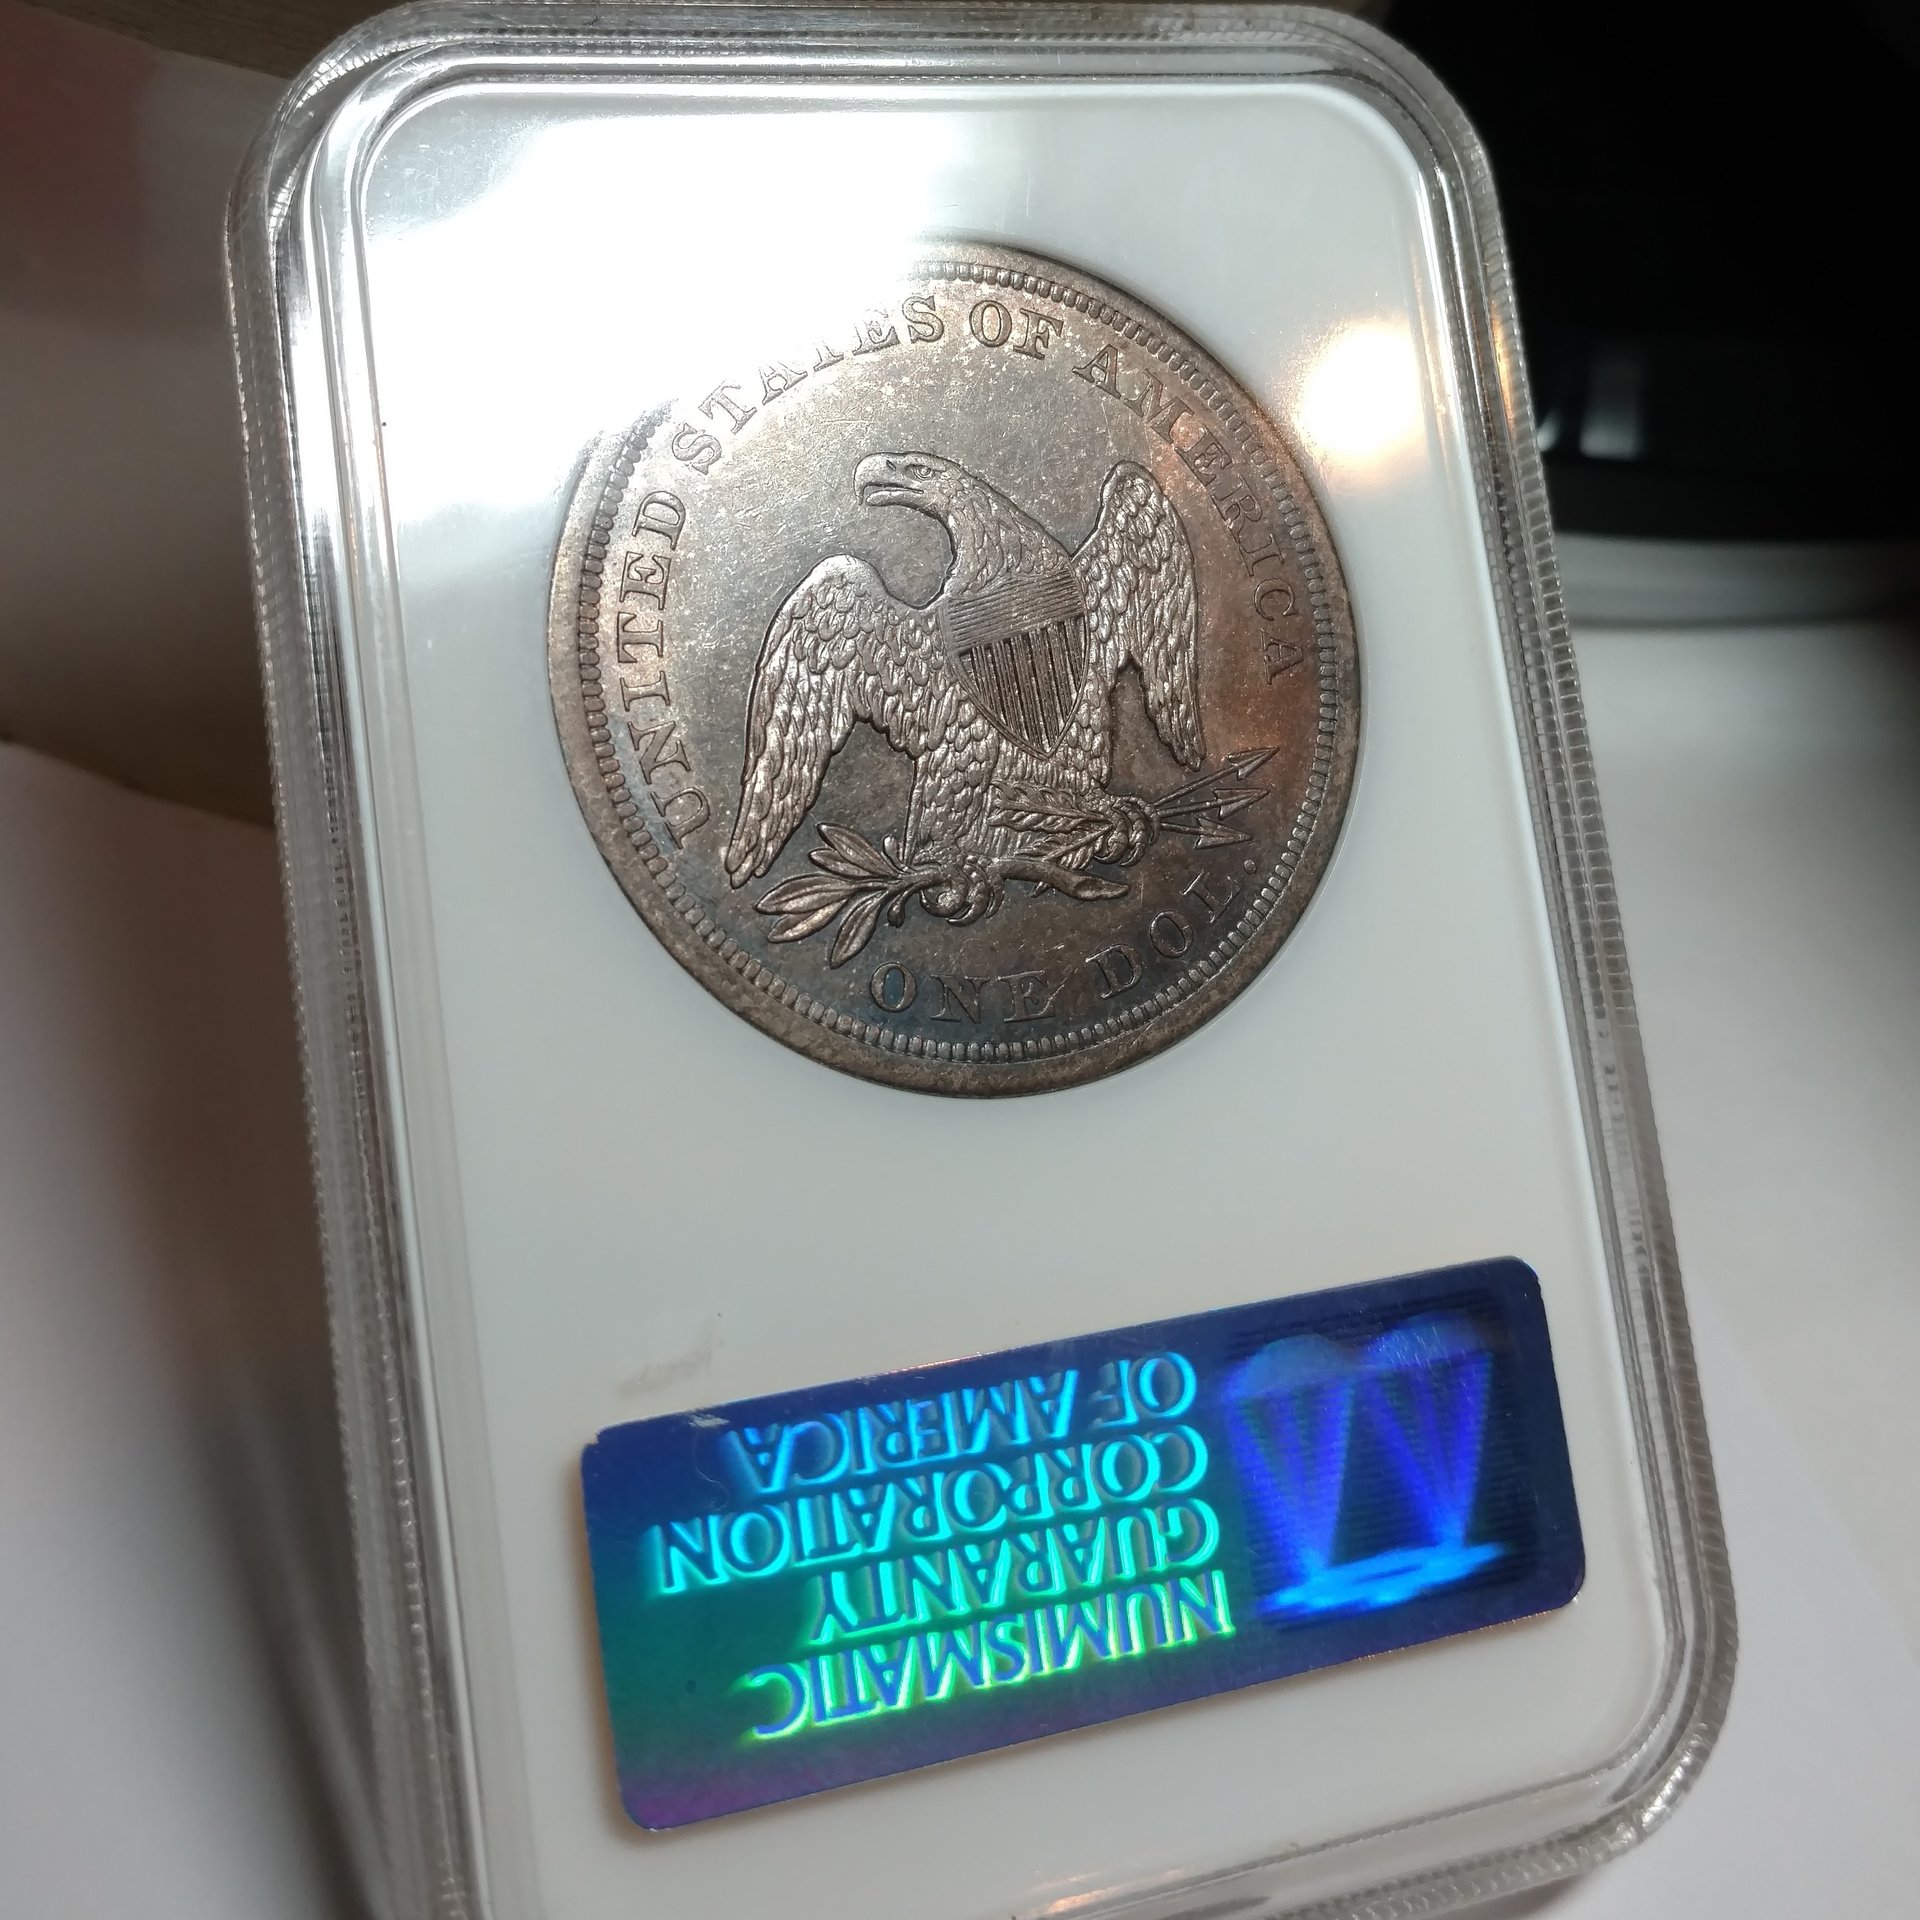 UNITED STATES OF AMERICA
ONE DOL.
NUMISMATIC
GUARANTY
CORPORATION
OF AMERICA